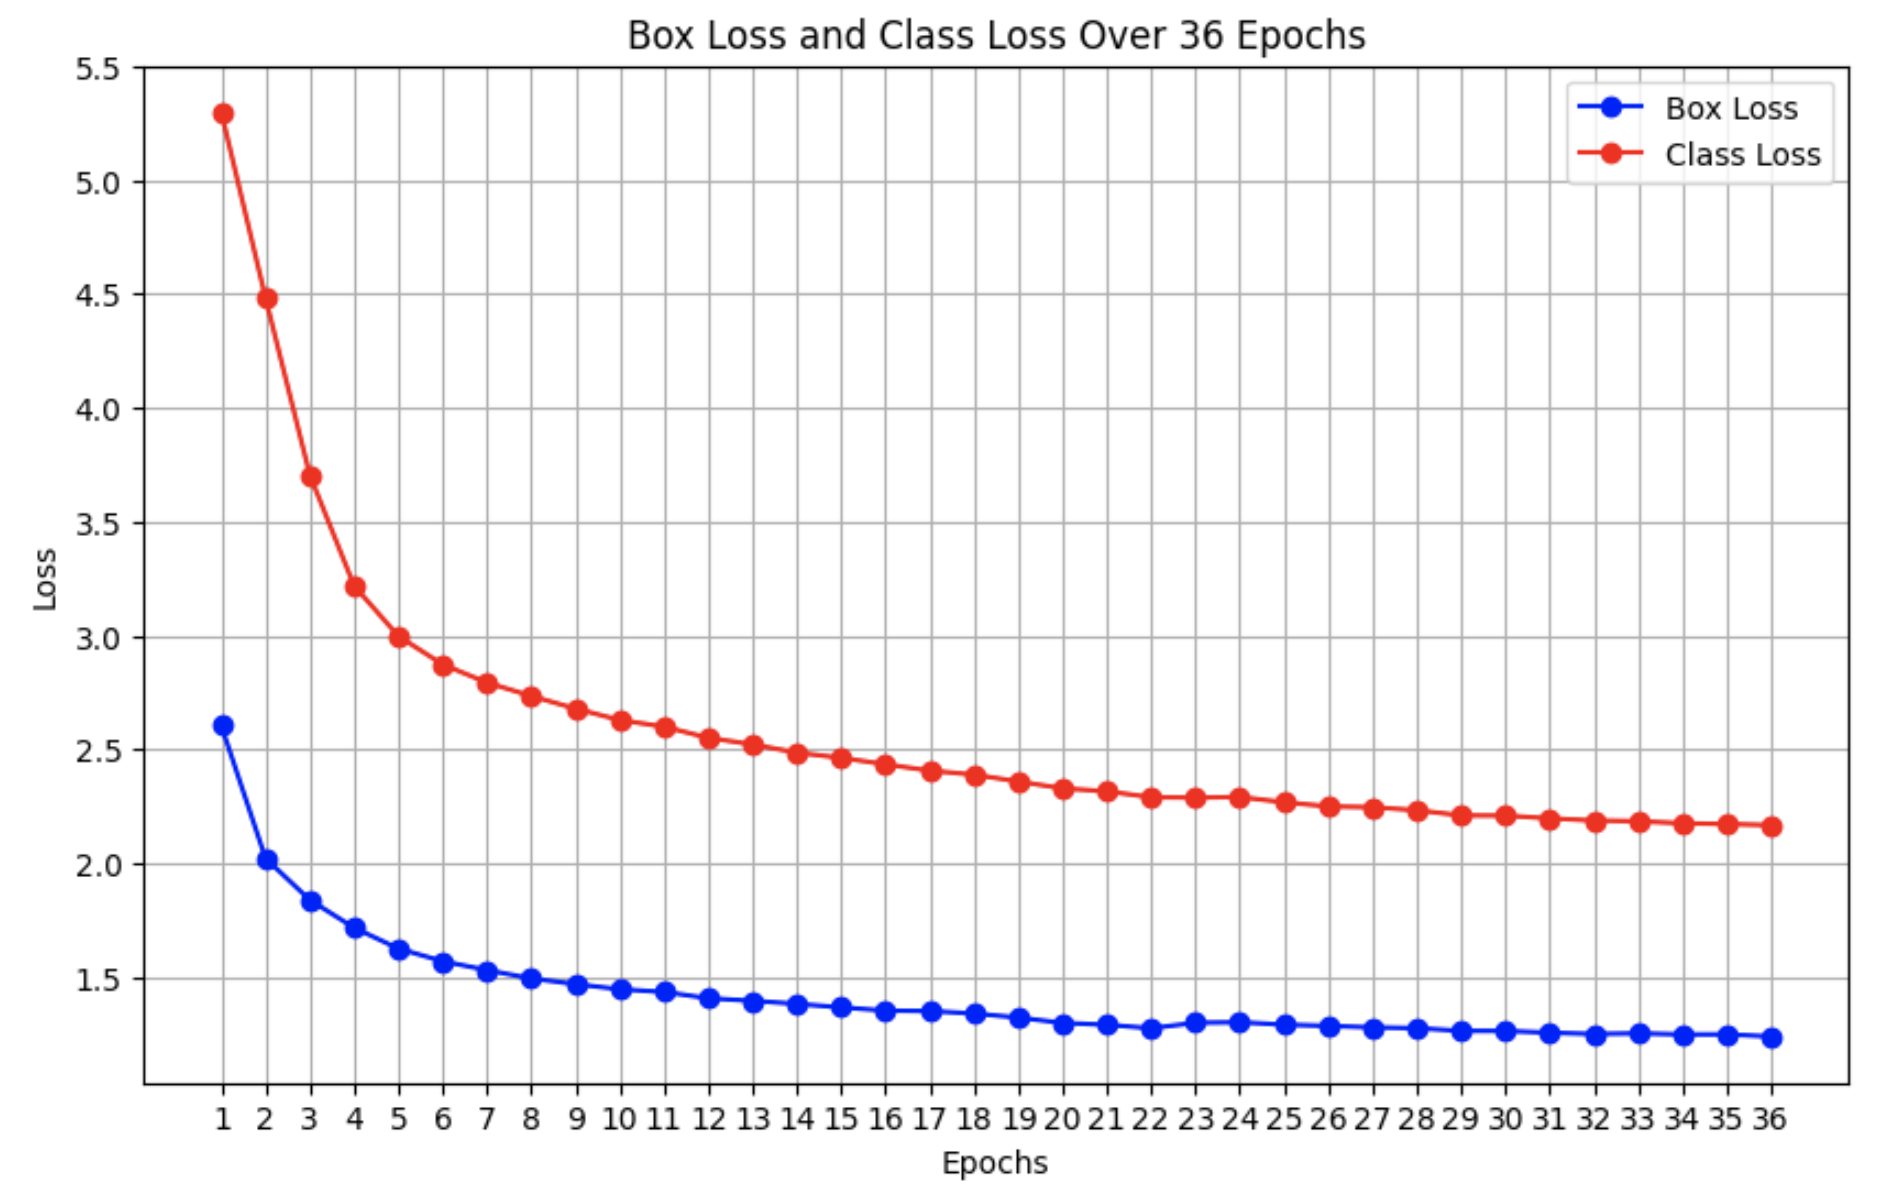 Box Loss and Class Loss Over 36 Epochs
5.5
5.0
4.5
4.0
3.5
3.0
2.5
2.0
1.5
Loss
Box Loss
Class Loss
1 2 3 4 5 6 7 8 9 10 11 12 13 14 15 16 17 18 19 20 21 22 23 24 25 26 27 28 29 30 31 32 33 34 35 36
Epochs